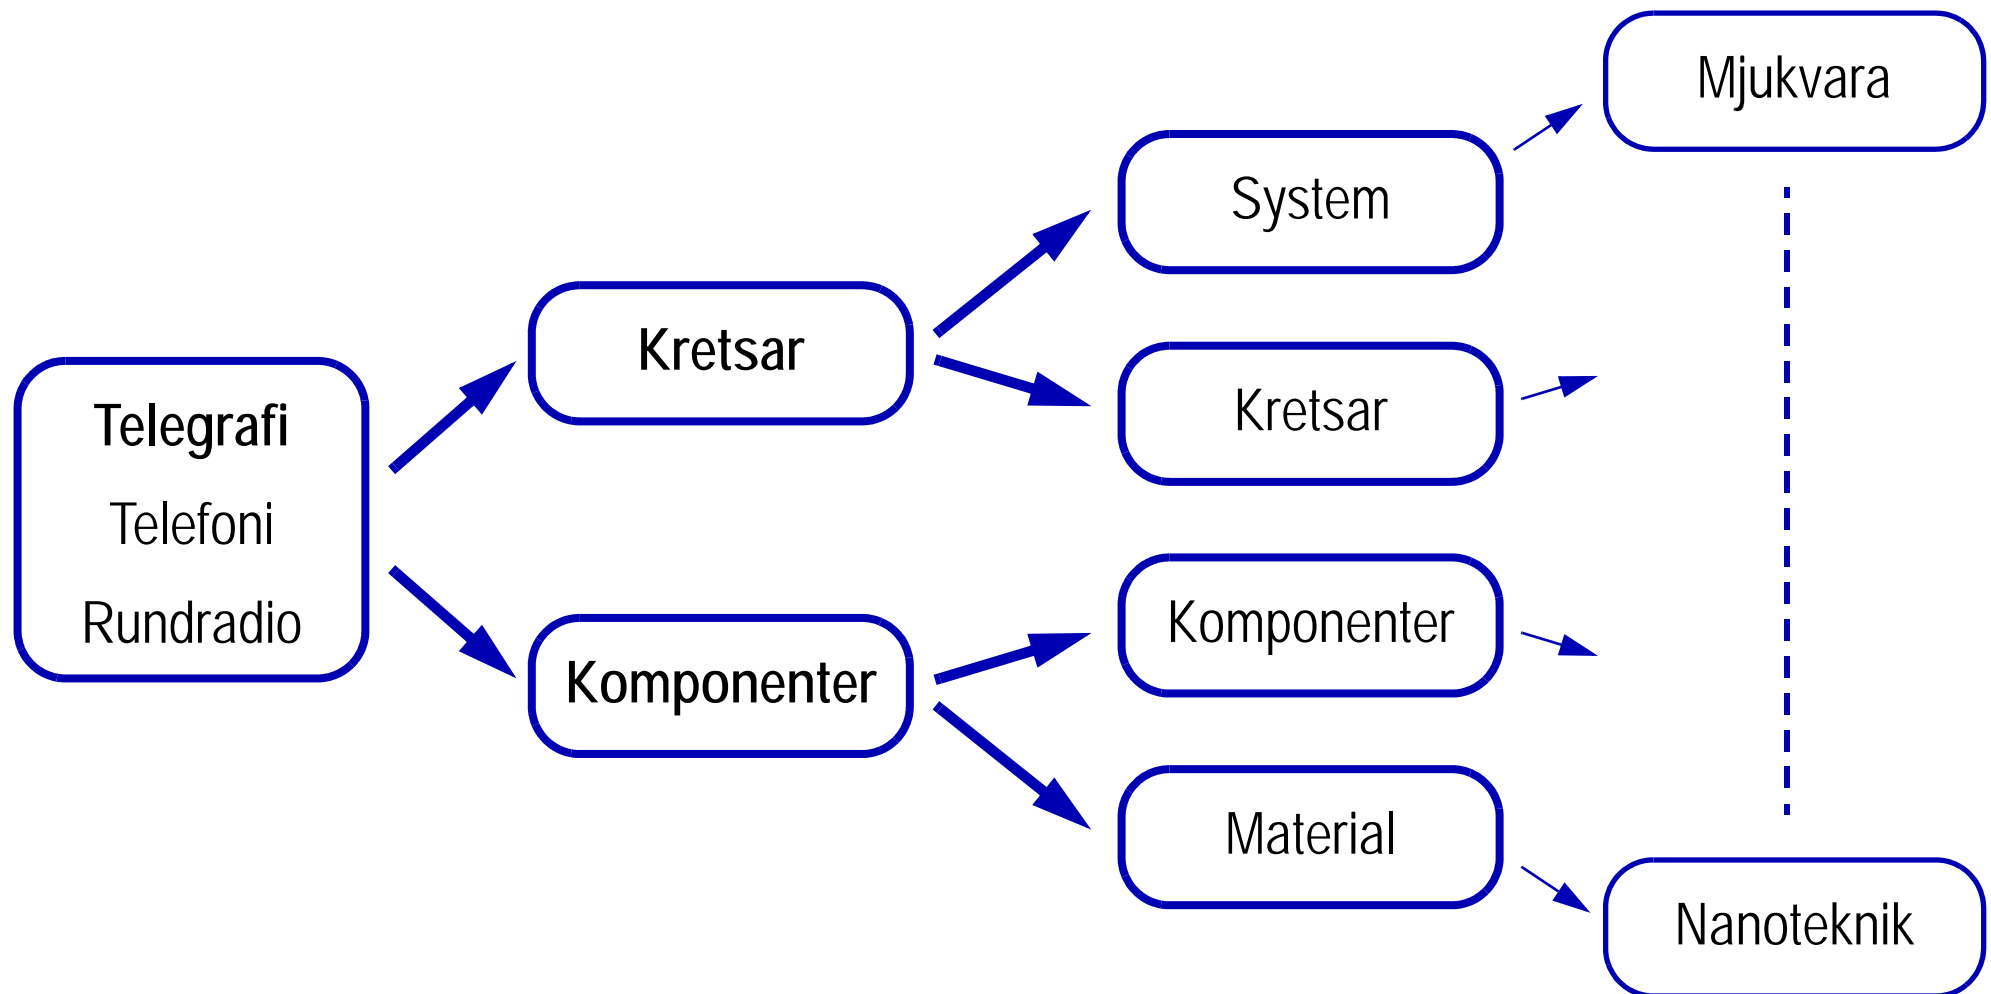 Telegrafi
Telefoni
Rundradio
Kretsar
Komponenter
System
Kretsar
Komponenter
Material
Mjukvara
Nanoteknik